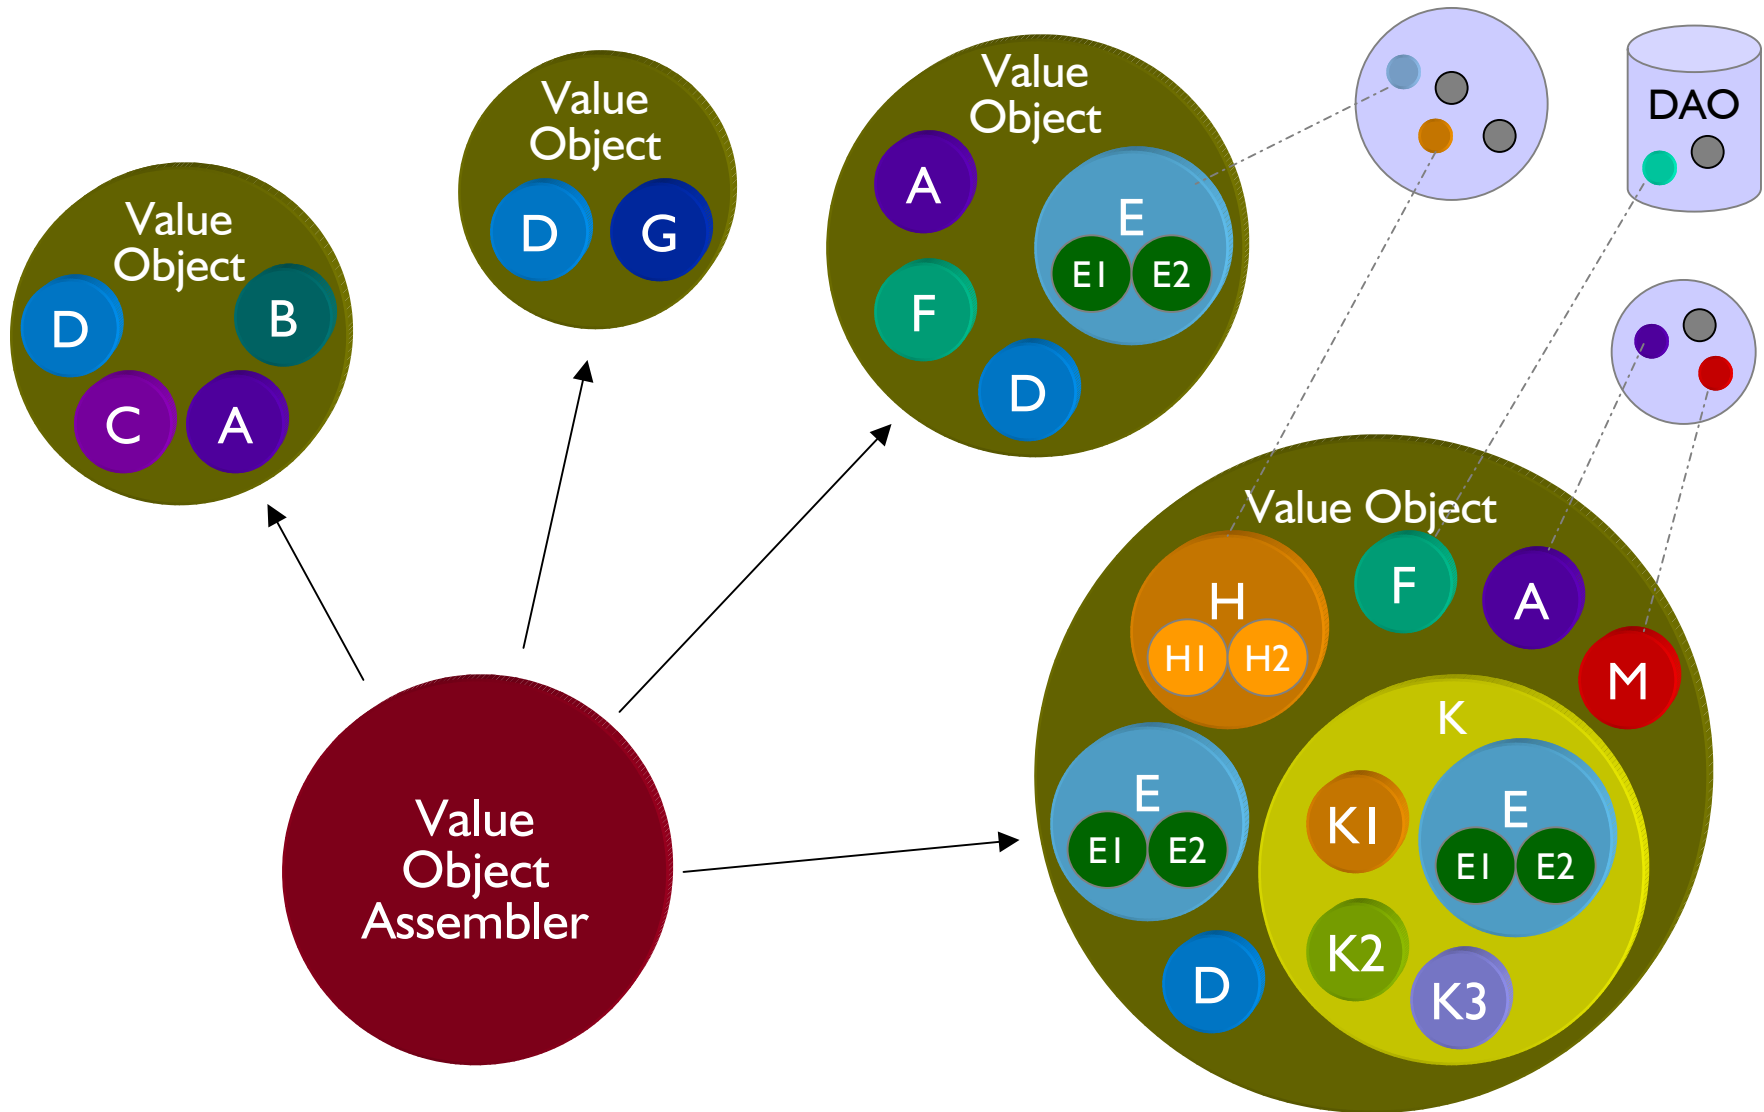 Value
Object
D
B
C
A
Value
Object
D
G
Value
Object
A
E
E1
E2
F
D
DAO
Value Object
H
H1
H2
F
A
M
E
E1
E2
D
K
K1
E
E1
E2
K2
K3
Value
Object
Assembler